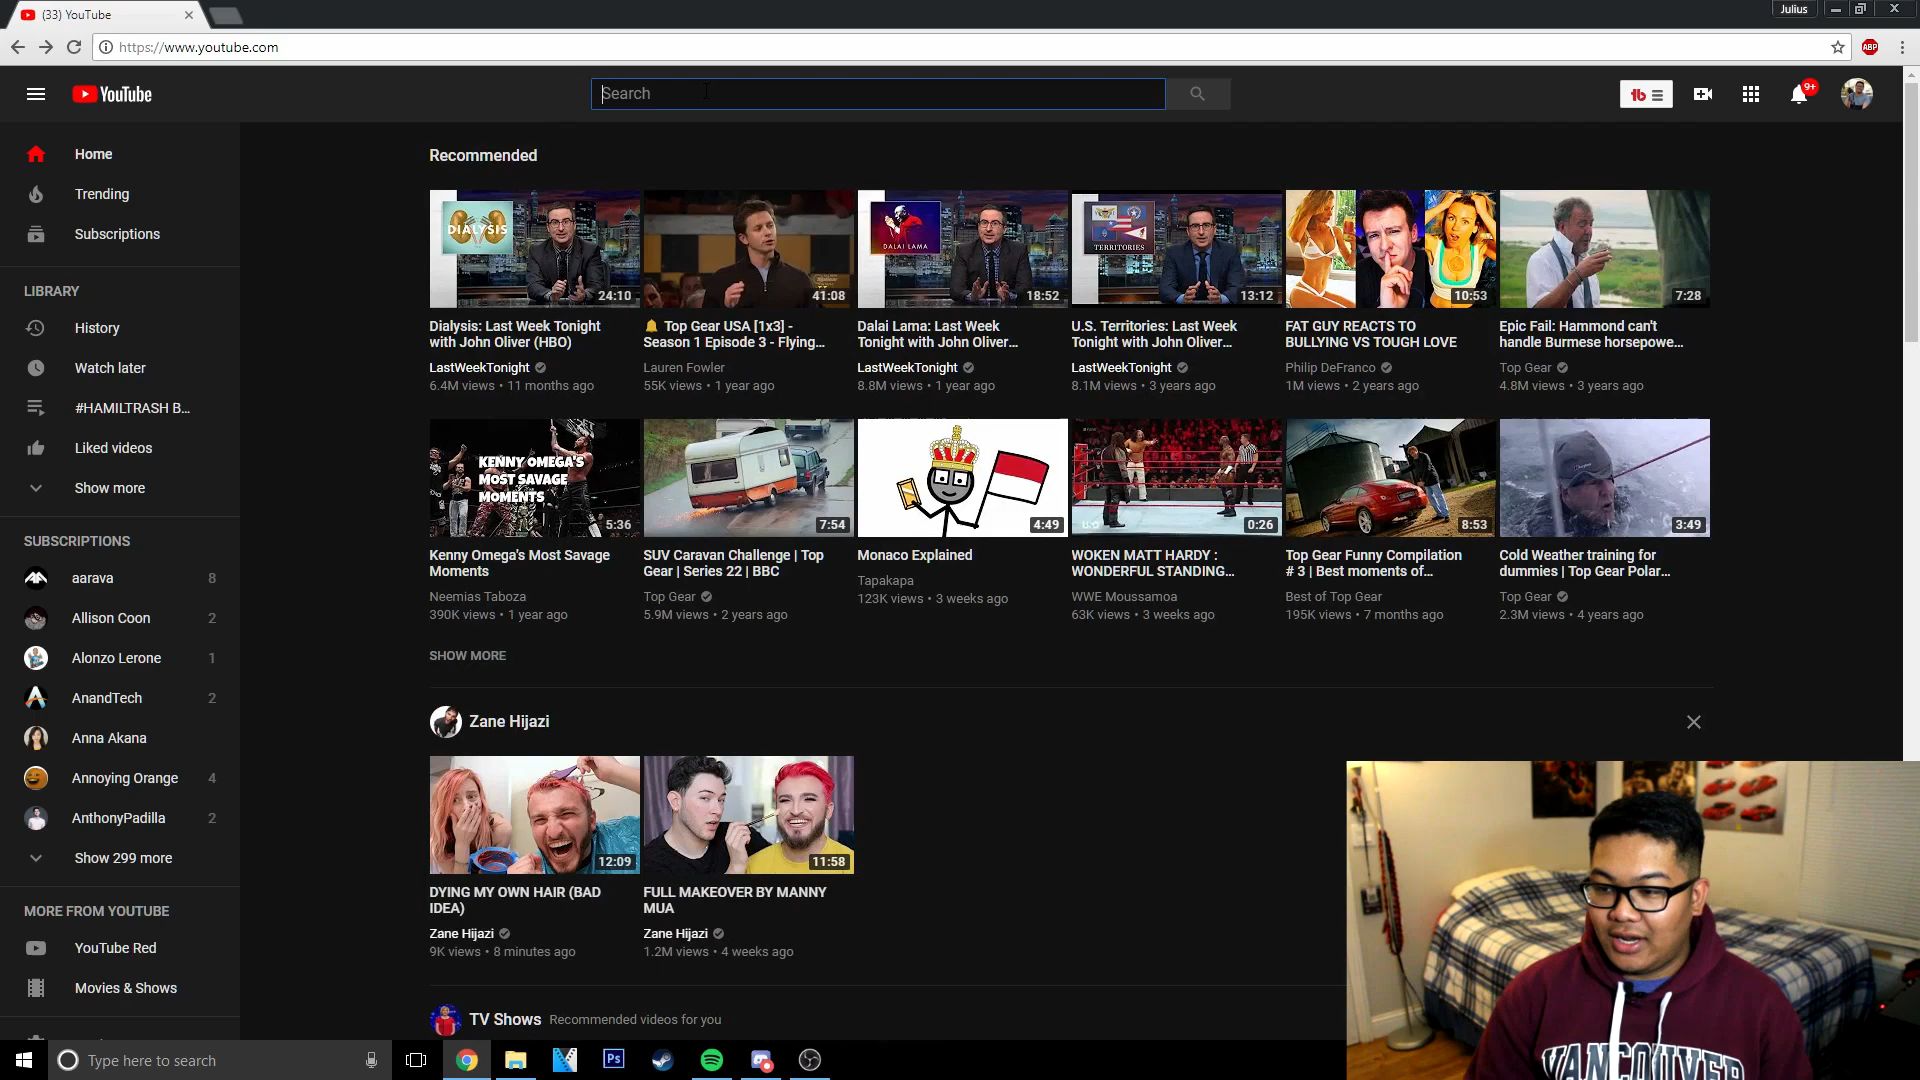 (33) YouTube
Julius
https://www.youtube.com
ABP
YouTube
Search
9+
Home
Trending
Subscriptions
LIBRARY
History
Watch later
#HAMILTRASH B...
Liked videos
Show more
SUBSCRIPTIONS
aarava 8
Allison Coon 2
Alonzo Lerone 1
AnandTech 2
Anna Akana
Annoying Orange 4
AnthonyPadilla 2
Show 299 more
MORE FROM YOUTUBE
YouTube Red
Movies & Shows
Recommended
DIALYSIS
24:10
Dialysis: Last Week Tonight
with John Oliver (HBO)
LastWeekTonight
6.4M views • 11 months ago
41:08
Top Gear USA [1x3] -
Season 1 Episode 3 - Flying...
Lauren Fowler
55K views • 1 year ago
DALAI LAMA
18:52
Dalai Lama: Last Week
Tonight with John Oliver...
LastWeekTonight
8.8M views • 1 year ago
TERRITORIES
13:12
U.S. Territories: Last Week
Tonight with John Oliver...
LastWeekTonight
8.1M views • 3 years ago
10:53
FAT GUY REACTS TO
BULLYING VS TOUGH LOVE
Philip DeFranco
1M views • 2 years ago
7:28
Epic Fail: Hammond can't
handle Burmese horsepowe...
Top Gear
4.8M views • 3 years ago
KENNY OMEGA'S
MOST SAVAGE
MOMENTS
5:36
Kenny Omega's Most Savage
Moments
Neemias Taboza
390K views • 1 year ago
7:54
SUV Caravan Challenge | Top
Gear | Series 22 | BBC
Top Gear
5.9M views • 2 years ago
4:49
Monaco Explained
Tapakapa
123K views • 3 weeks ago
0:26
WOKEN MATT HARDY :
WONDERFUL STANDING...
WWE Moussamoa
63K views • 3 weeks ago
8:53
Top Gear Funny Compilation
# 3 | Best moments of...
Best of Top Gear
195K views • 7 months ago
3:49
Cold Weather training for
dummies | Top Gear Polar...
Top Gear
2.3M views • 4 years ago
SHOW MORE
Zane Hijazi
12:09
DYING MY OWN HAIR (BAD
IDEA)
Zane Hijazi
9K views • 8 minutes ago
11:58
FULL MAKEOVER BY MANNY
MUA
Zane Hijazi
1.2M views • 4 weeks ago
TV Shows Recommended videos for you
VANCOUVER
Type here to search
Ps